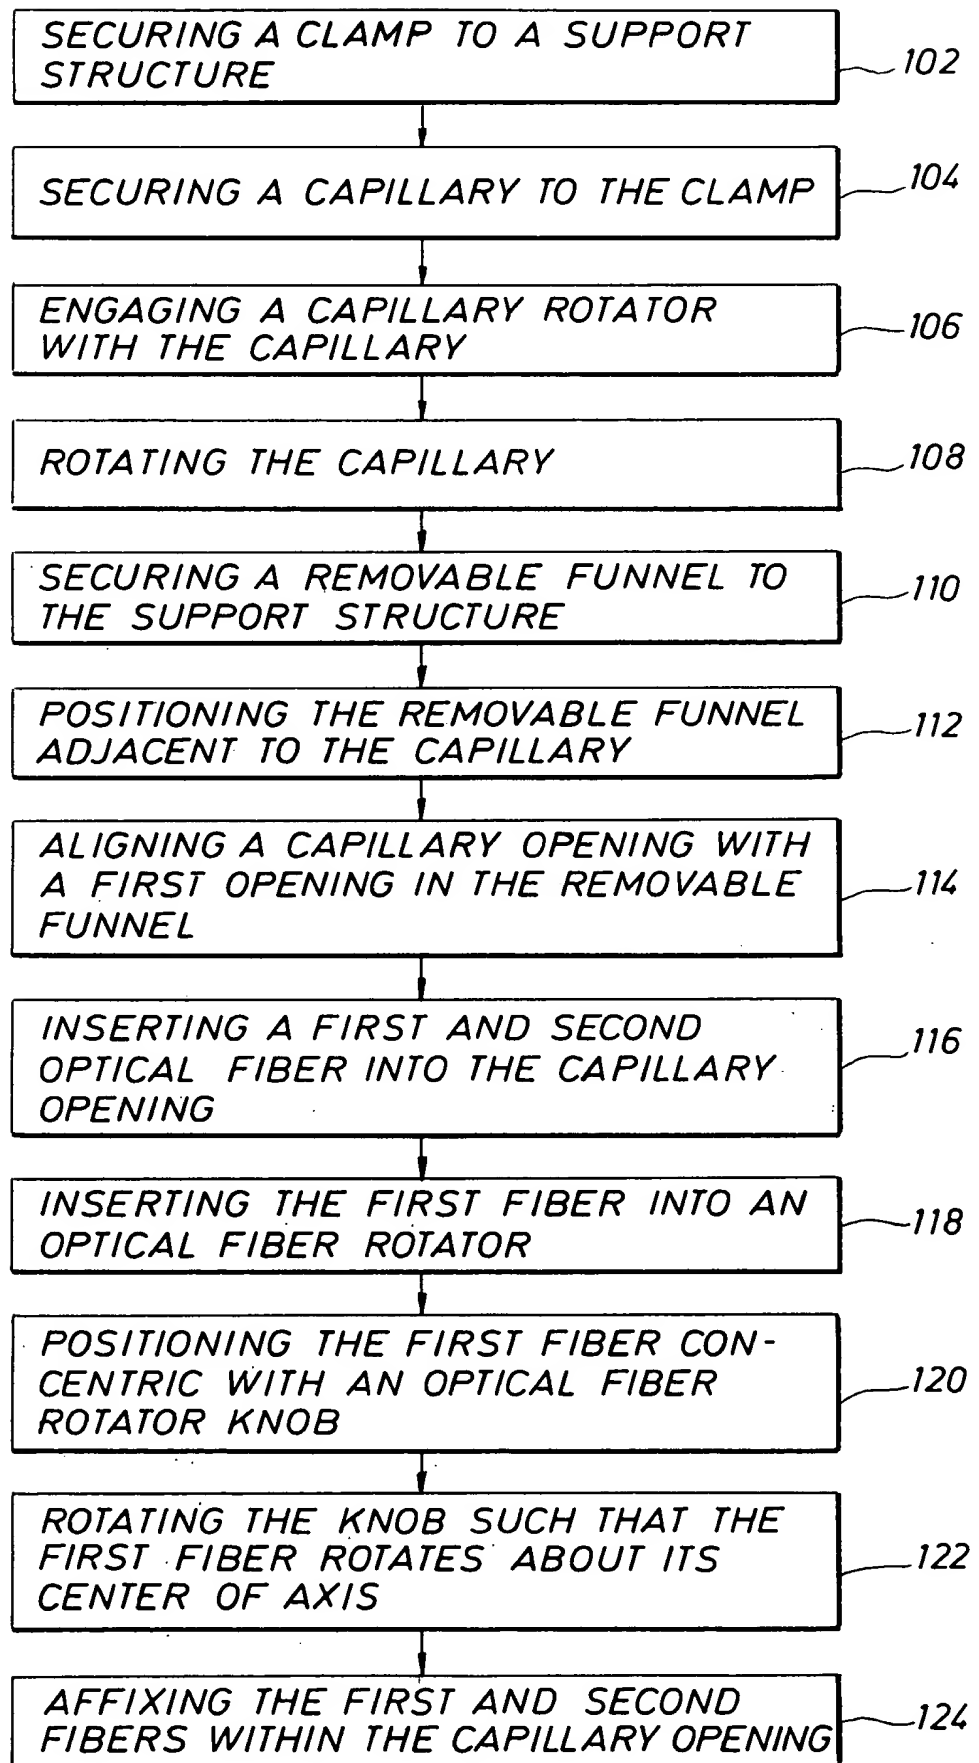 SECURING A CLAMP TO A SUPPORT
STRUCTURE
102
SECURING A CAPILLARY TO THE CLAMP
104
ENGAGING A CAPILLARY ROTATOR
WITH THE CAPILLARY
106
ROTATING THE CAPILLARY
108
SECURING A REMOVABLE FUNNEL TO
THE SUPPORT STRUCTURE
110
POSITIONING THE REMOVABLE FUNNEL
ADJACENT TO THE CAPILLARY
112
ALIGNING A CAPILLARY OPENING WITH
A FIRST OPENING IN THE REMOVABLE
FUNNEL
114
INSERTING A FIRST AND SECOND
OPTICAL FIBER INTO THE CAPILLARY
OPENING
116
INSERTING THE FIRST FIBER INTO AN
OPTICAL FIBER ROTATOR
118
POSITIONING THE FIRST FIBER CON-
CENTRIC WITH AN OPTICAL FIBER
ROTATOR KNOB
120
ROTATING THE KNOB SUCH THAT THE
FIRST FIBER ROTATES ABOUT ITS
CENTER OF AXIS
122
AFFIXING THE FIRST AND SECOND
FIBERS WITHIN THE CAPILLARY OPENING
124